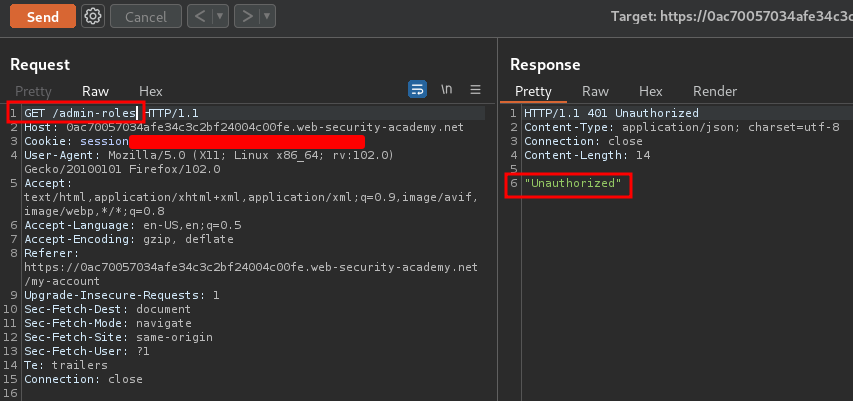 Send Cancel < > Target: https://0ac70057034afe34c3c
Request
Pretty Raw Hex \n
1 GET /admin-roles HTTP/1.1
2 Host: 0ac70057034afe34c3c2bf24004c00fe.web-security-academy.net
3 Cookie: session
4 User-Agent: Mozilla/5.0 (X11; Linux x86_64; rv:102.0)
Gecko/20100101 Firefox/102.0
5 Accept:
text/html,application/xhtml+xml,application/xml;q=0.9,image/avif,
image/webp,*/*;q=0.8
6 Accept-Language: en-US,en;q=0.5
7 Accept-Encoding: gzip, deflate
8 Referer:
https://0ac70057034afe34c3c2bf24004c00fe.web-security-academy.net
/my-account
9 Upgrade-Insecure-Requests: 1
10 Sec-Fetch-Dest: document
11 Sec-Fetch-Mode: navigate
12 Sec-Fetch-Site: same-origin
13 Sec-Fetch-User: ?1
14 Te: trailers
15 Connection: close
16
Response
Pretty Raw Hex Render
1 HTTP/1.1 401 Unauthorized
2 Content-Type: application/json; charset=utf-8
3 Connection: close
4 Content-Length: 14
5
6 "Unauthorized"